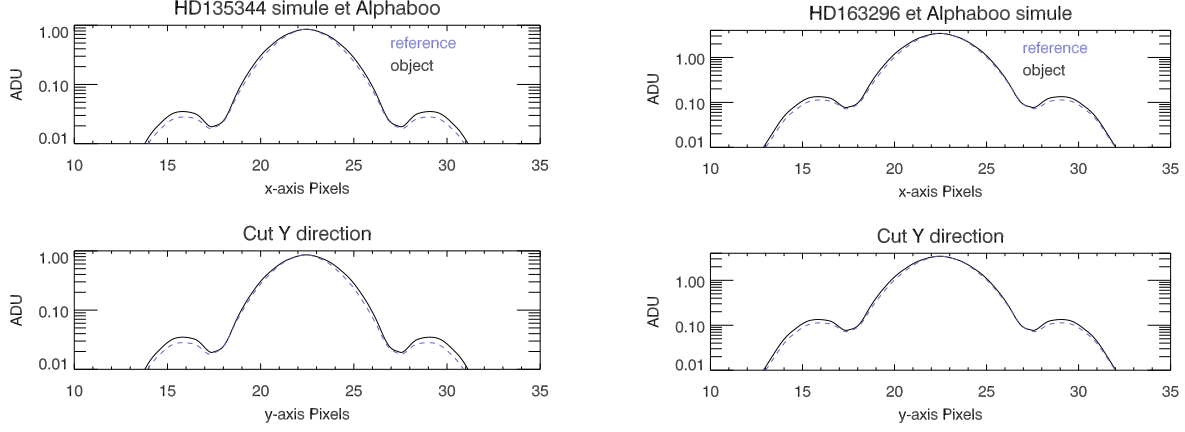 HD135344 simule et Alphaboo
1.00
0.10
0.01
ADU
reference
object
10 15 20 25 30 35
x-axis Pixels
HD163296 et Alphaboo simule
1.00
0.10
0.01
ADU
reference
object
10 15 20 25 30 35
x-axis Pixels
Cut Y direction
1.00
0.10
0.01
ADU
10 15 20 25 30 35
y-axis Pixels
Cut Y direction
1.00
0.10
0.01
ADU
10 15 20 25 30 35
y-axis Pixels